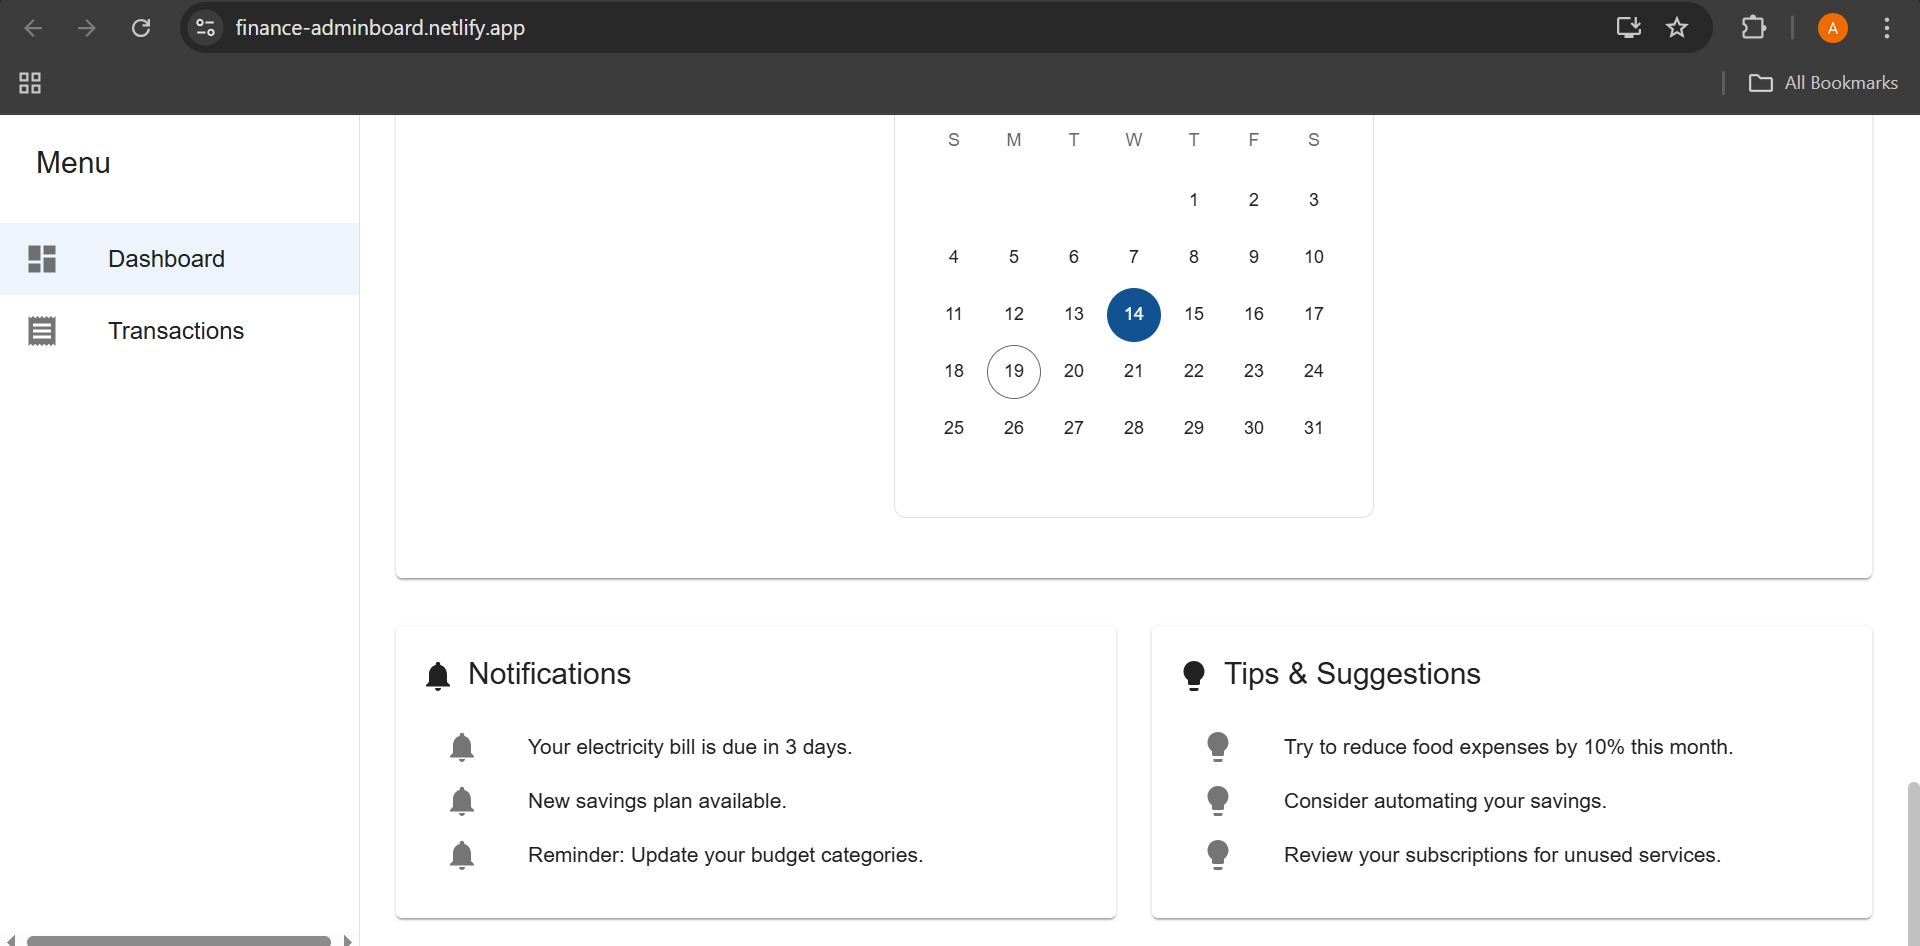 finance-adminboard.netlify.app
A
All Bookmarks
Menu
Dashboard
Transactions
S M T W T F S
1 2 3
4 5 6 7 8 9 10
11 12 13 14 15 16 17
18 19 20 21 22 23 24
25 26 27 28 29 30 31
Notifications
Your electricity bill is due in 3 days.
New savings plan available.
Reminder: Update your budget categories.
Tips & Suggestions
Try to reduce food expenses by 10% this month.
Consider automating your savings.
Review your subscriptions for unused services.